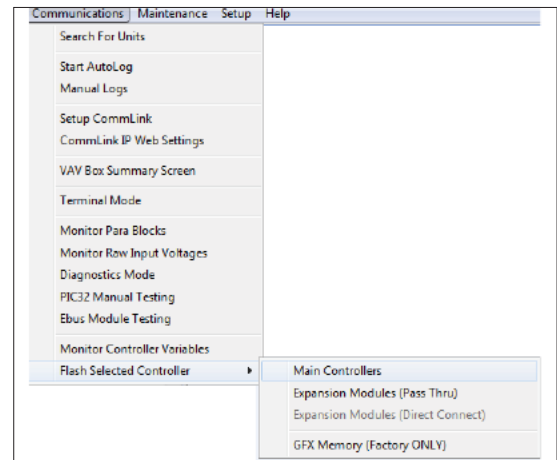 Communications Maintenance Setup Help
Search For Units
Start AutoLog
Manual Logs
Setup CommLink
CommLink IP Web Settings
VAV Box Summary Screen
Terminal Mode
Monitor Para Blocks
Monitor Raw Input Voltages
Diagnostics Mode
PIC32 Manual Testing
Ebus Module Testing
Monitor Controller Variables
Flash Selected Controller
Main Controllers
Expansion Modules (Pass Thru)
Expansion Modules (Direct Connect)
GFX Memory (Factory ONLY)